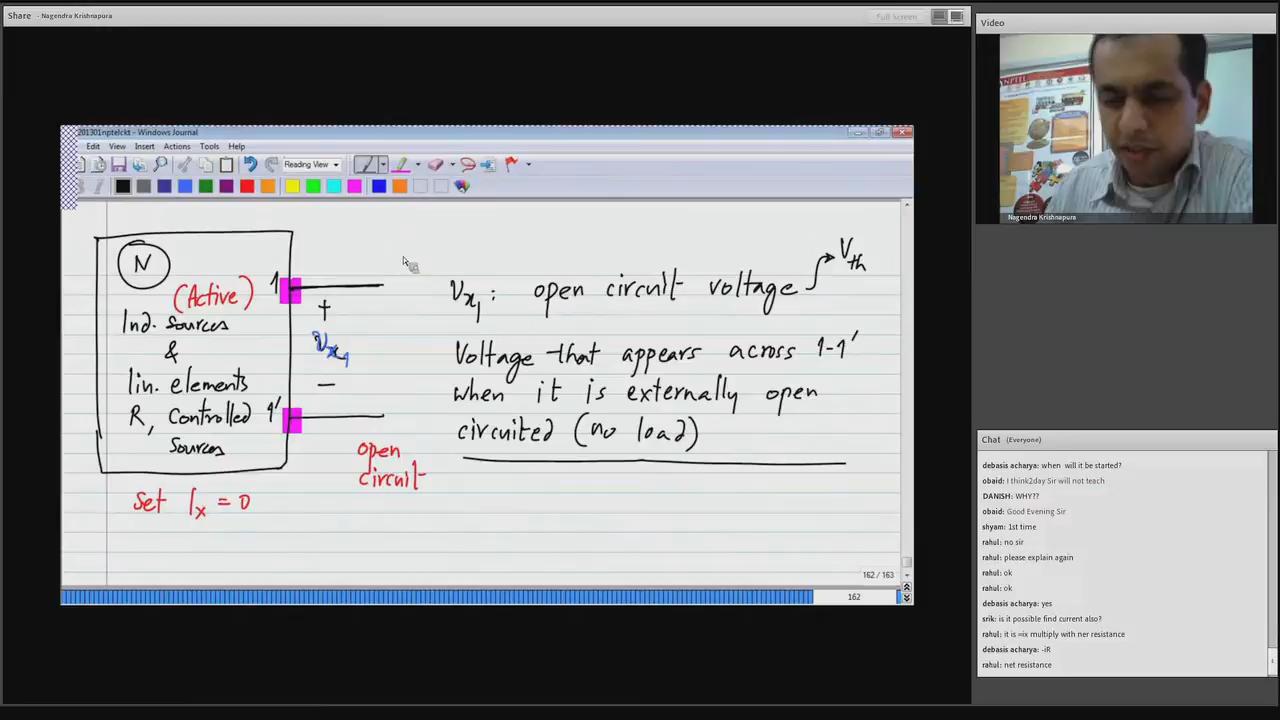 Share - Nagendra Krishnapura
Full Screen
Video
201301nptelckt - Windows Journal
Edit View Insert Actions Tools Help
Reading View
N
(Active)
Ind. sources
&
lin. elements
R, Controlled
Sources
1
+
Vx1
-
1'
open
circuit
Set Ix = 0
Vx1: open circuit voltage → Vth
Voltage that appears across 1-1'
when it is externally open
circuited (no load)
162 / 163
162
NPTEL
Nagendra Krishnapura
Chat (Everyone)
debasis acharya: when will it be started?
obaid: I think2day Sir will not teach
DANISH: WHY??
obaid: Good Evening Sir
shyam: 1st time
rahul: no sir
rahul: please explain again
rahul: ok
rahul: ok
debasis acharya: yes
srik: is it possible find current also?
rahul: it is =ix multiply with ner resistance
debasis acharya: -iR
rahul: net resistance